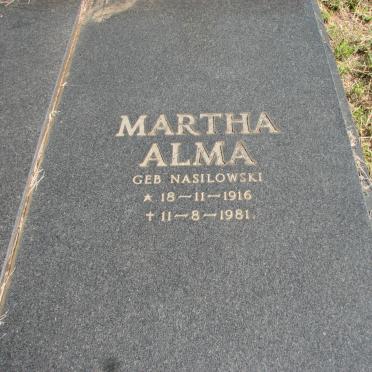 MARTHA
ALMA
GEB NASILOWSKI
★ 18-11-1916
✝ 11-8-1981.